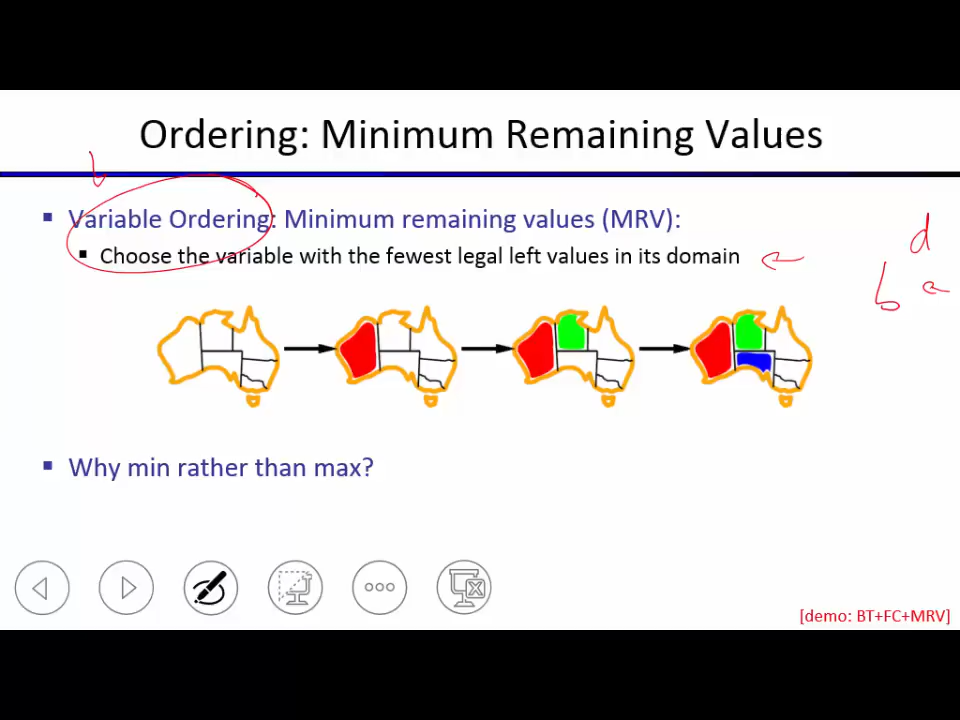 Ordering: Minimum Remaining Values
▪ Variable Ordering: Minimum remaining values (MRV):
▪ Choose the variable with the fewest legal left values in its domain
d
b a
▪ Why min rather than max?
[demo: BT+FC+MRV]